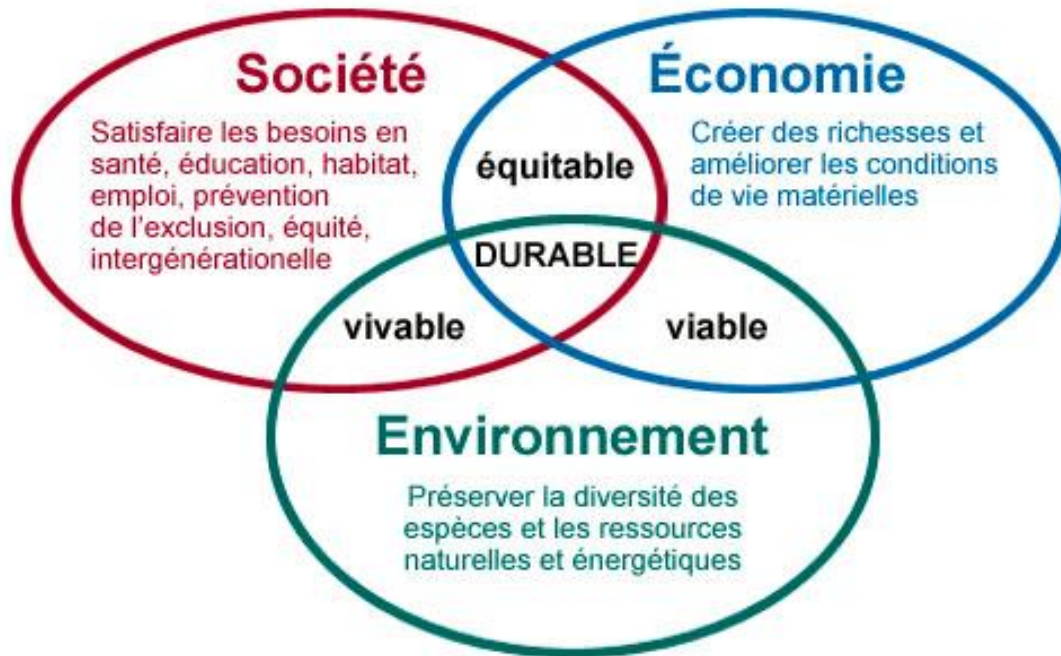 Société
Satisfaire les besoins en
santé, éducation, habitat,
emploi, prévention
de l'exclusion, équité,
intergénérationelle
Économie
Créer des richesses et
améliorer les conditions
de vie matérielles
équitable
DURABLE
vivable
viable
Environnement
Préserver la diversité des
espèces et les ressources
naturelles et énergétiques